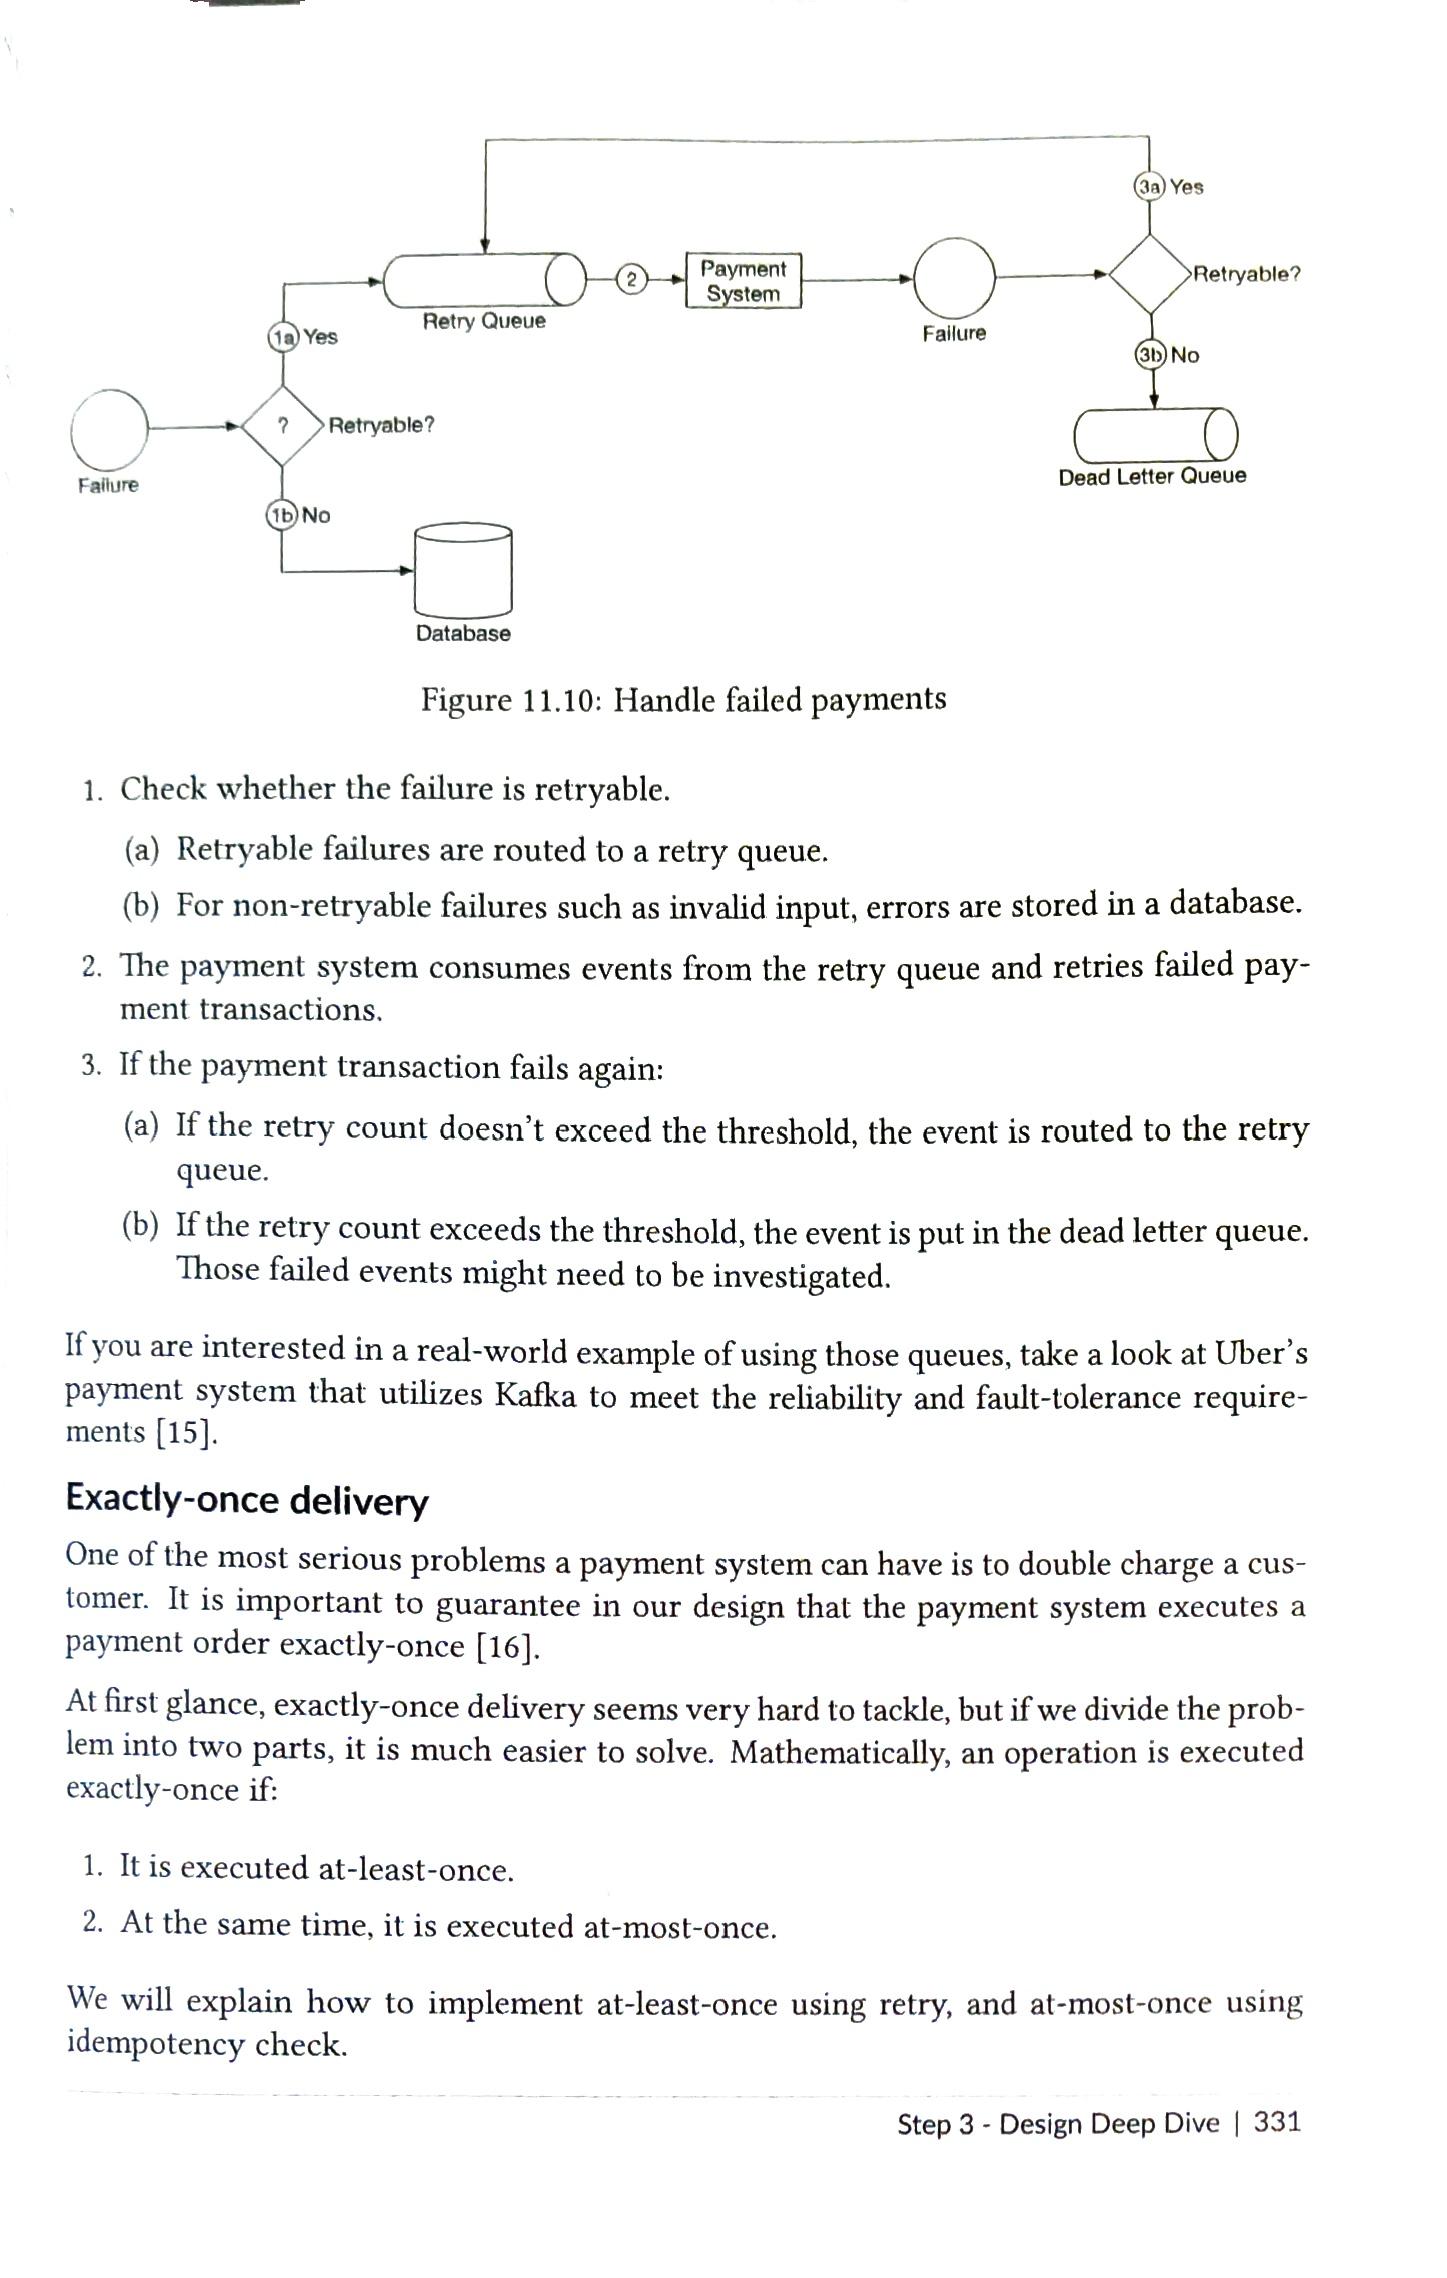 3a Yes
Retryable?
2
Payment
System
Retry Queue
Failure
1a Yes
3b No
? Retryable?
Failure
Dead Letter Queue
1b No
Database
Figure 11.10: Handle failed payments
1. Check whether the failure is retryable.
(a) Retryable failures are routed to a retry queue.
(b) For non-retryable failures such as invalid input, errors are stored in a database.
2. The payment system consumes events from the retry queue and retries failed pay-
ment transactions.
3. If the payment transaction fails again:
(a) If the retry count doesn't exceed the threshold, the event is routed to the retry
queue.
(b) If the retry count exceeds the threshold, the event is put in the dead letter queue.
Those failed events might need to be investigated.
If you are interested in a real-world example of using those queues, take a look at Uber's
payment system that utilizes Kafka to meet the reliability and fault-tolerance require-
ments [15].
Exactly-once delivery
One of the most serious problems a payment system can have is to double charge a cus-
tomer. It is important to guarantee in our design that the payment system executes a
payment order exactly-once [16].
At first glance, exactly-once delivery seems very hard to tackle, but if we divide the prob-
lem into two parts, it is much easier to solve. Mathematically, an operation is executed
exactly-once if:
1. It is executed at-least-once.
2. At the same time, it is executed at-most-once.
We will explain how to implement at-least-once using retry, and at-most-once using
idempotency check.
Step 3 - Design Deep Dive | 331